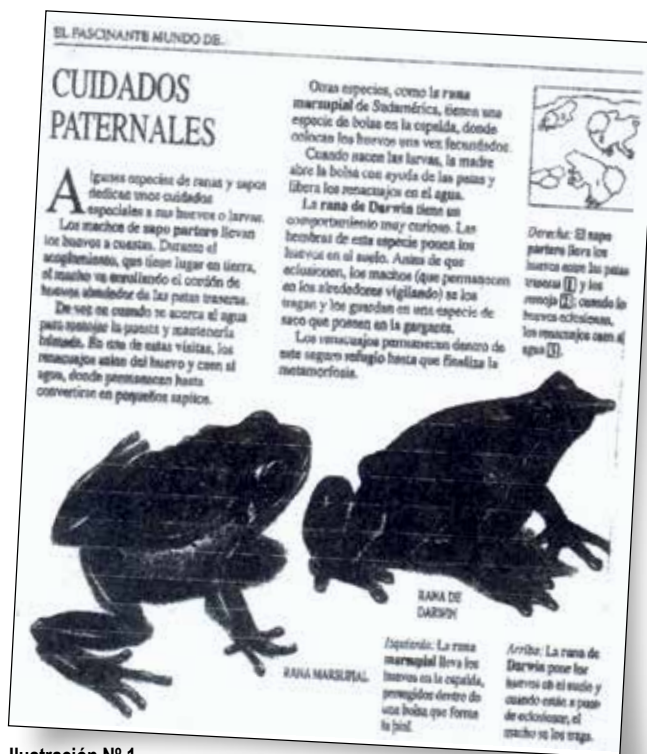 EL FASCINANTE MUNDO DE...
CUIDADOS
PATERNALES
Algunas especies de ranas y sapos
dedican unos cuidados
especiales a sus huevos o larvas.
Los machos de sapo partero llevan
los huevos a cuestas. Durante el
acoplamiento, que tiene lugar en tierra,
el macho va enrollando el cordón de
huevos alrededor de las patas traseras.
De vez en cuando se acerca al agua
para remojar la puesta y mantenerla
húmeda. En una de estas visitas, los
renacuajos salen del huevo y caen al
agua, donde permanecen hasta
convertirse en pequeños sapitos.
Otras especies, como la rana
marsupial de Sudamérica, tienen una
especie de bolsa en la espalda, donde
colocan los huevos una vez fecundados.
Cuando nacen las larvas, la madre
abre la bolsa con ayuda de las patas y
libera los renacuajos en el agua.
La rana de Darwin tiene un
comportamiento muy curioso. Las
hembras de esta especie ponen los
huevos en el suelo. Antes de que
eclosionen, los machos (que permanecen
en los alrededores vigilando) se los
tragan y los guardan en una especie de
saco que poseen en la garganta.
Los renacuajos permanecen dentro de
este seguro refugio hasta que finaliza la
metamorfosis.
Derecha: El sapo
partero lleva los
huevos entre las patas
traseras 1 y los
remoja 2; cuando los
huevos eclosionan,
los renacuajos caen al
agua 3.
RANA DE
DARWIN
RANA MARSUPIAL
Izquierda: La rana
marsupial lleva los
huevos en la espalda,
protegidos dentro de
una bolsa que forma
la piel.
Arriba: La rana de
Darwin pone los
huevos en el suelo y
cuando están a punto
de eclosionar, el
macho se los traga.
Ilustración Nº 1